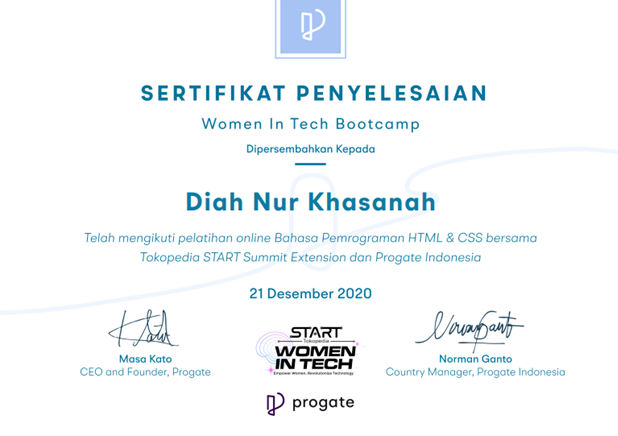 SERTIFIKAT PENYELESAIAN
Women In Tech Bootcamp
Dipersembahkan Kepada
Diah Nur Khasanah
Telah mengikuti pelatihan online Bahasa Pemrograman HTML & CSS bersama
Tokopedia START Summit Extension dan Progate Indonesia
21 Desember 2020
Masa Kato
CEO and Founder, Progate
START
Tokopedia
WOMEN
IN TECH
Empower Women, Revolutionize Technology
Norman Ganto
Country Manager, Progate Indonesia
progate